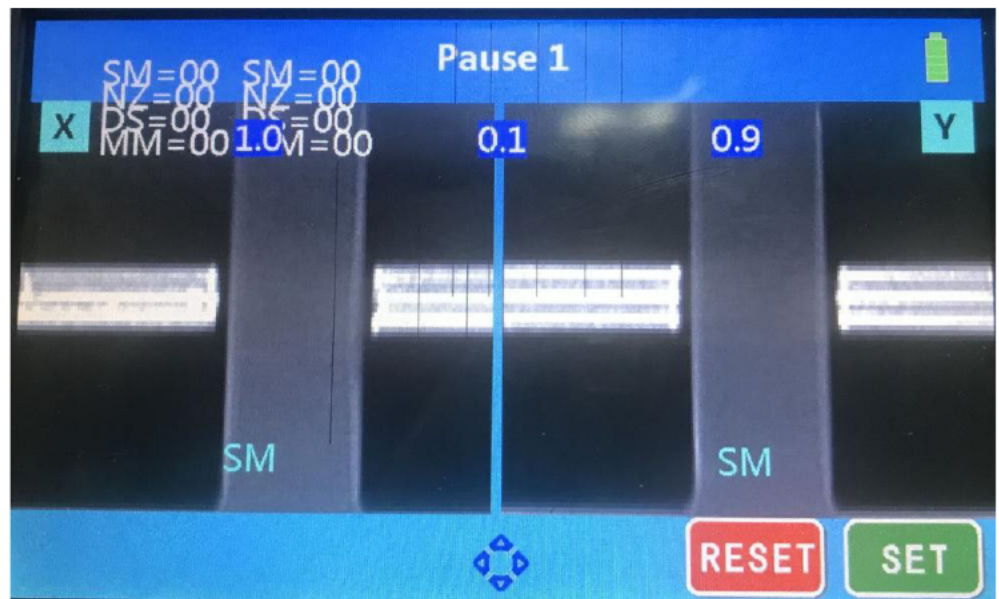 Pause 1
SM=00 SM=00
NZ=00 NZ=00
DS=00 DS=00
X MM=00 1.0 M=00 0.1 0.9 Y
SM SM
RESET SET